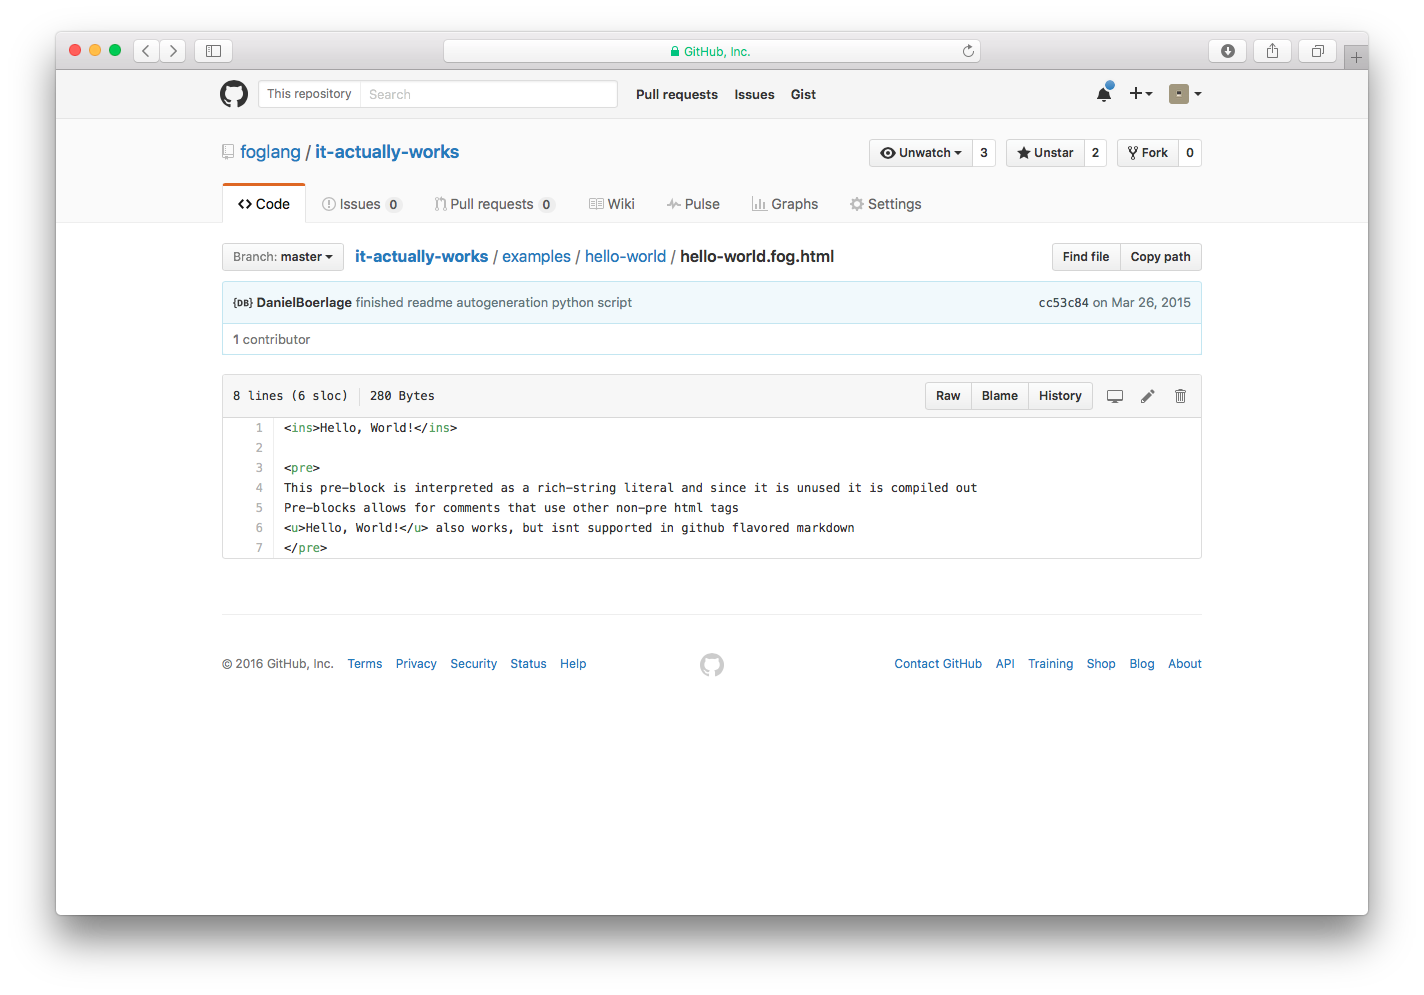 GitHub, Inc.
This repository Search Pull requests Issues Gist
foglang / it-actually-works Unwatch 3 Unstar 2 Fork 0
Code Issues 0 Pull requests 0 Wiki Pulse Graphs Settings
Branch: master it-actually-works / examples / hello-world / hello-world.fog.html Find file Copy path
{DB} DanielBoerlage finished readme autogeneration python script cc53c84 on Mar 26, 2015
1 contributor
8 lines (6 sloc) 280 Bytes Raw Blame History
1 <ins>Hello, World!</ins>
2
3 <pre>
4 This pre-block is interpreted as a rich-string literal and since it is unused it is compiled out
5 Pre-blocks allows for comments that use other non-pre html tags
6 <u>Hello, World!</u> also works, but isnt supported in github flavored markdown
7 </pre>
© 2016 GitHub, Inc. Terms Privacy Security Status Help Contact GitHub API Training Shop Blog About